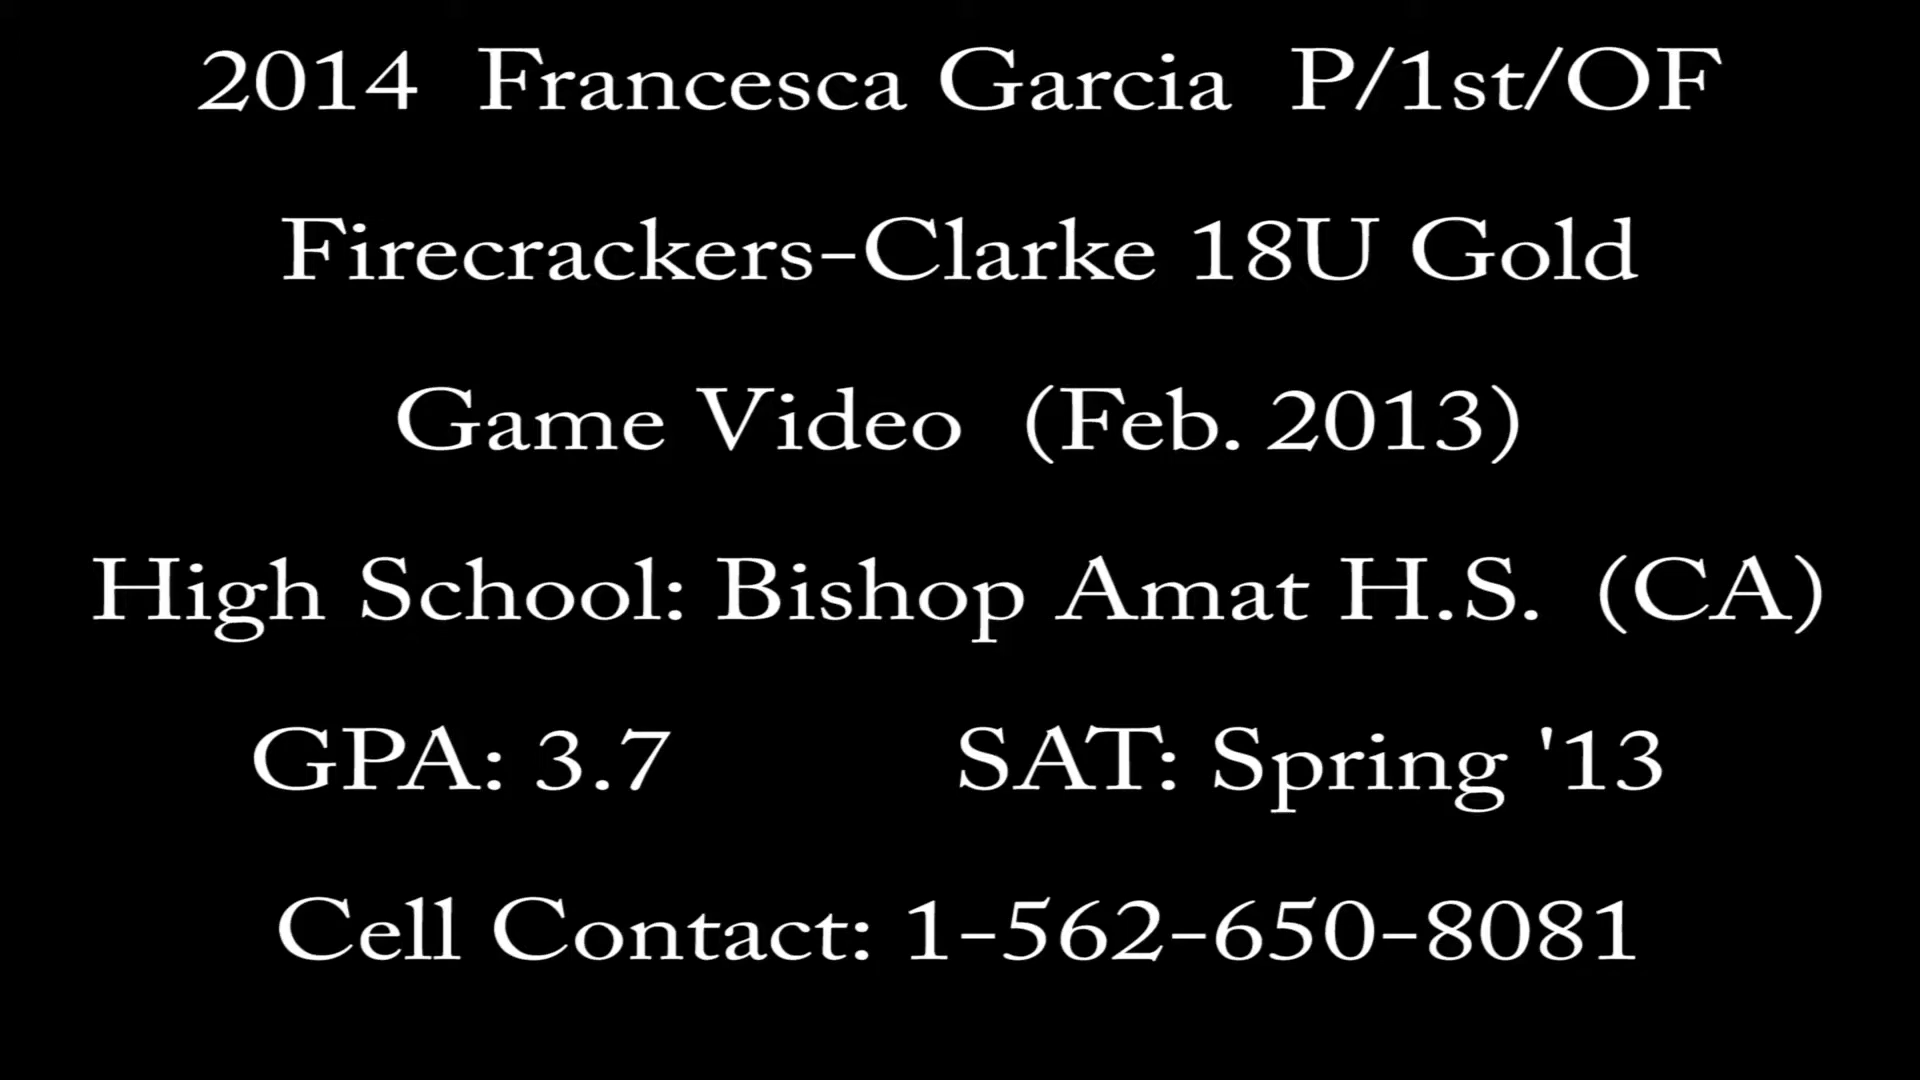 2014 Francesca Garcia P/1st/OF
Firecrackers-Clarke 18U Gold
Game Video (Feb. 2013)
High School: Bishop Amat H.S. (CA)
GPA: 3.7 SAT: Spring '13
Cell Contact: 1-562-650-8081